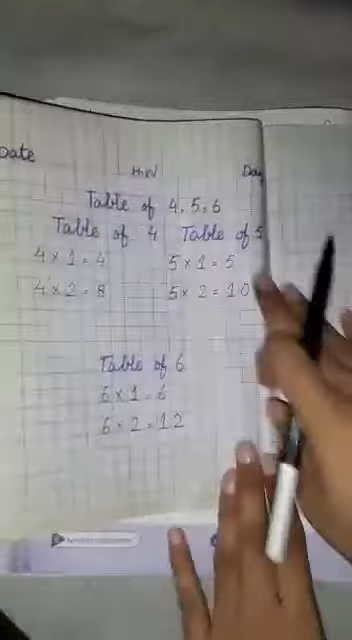 Date
H.W
Day
Table of 4, 5, 6
Table of 4
Table of 5
4 × 1 = 4
5 × 1 = 5
4 × 2 = 8
5 × 2 = 10
Table of 6
6 × 1 = 6
6 × 2 = 12